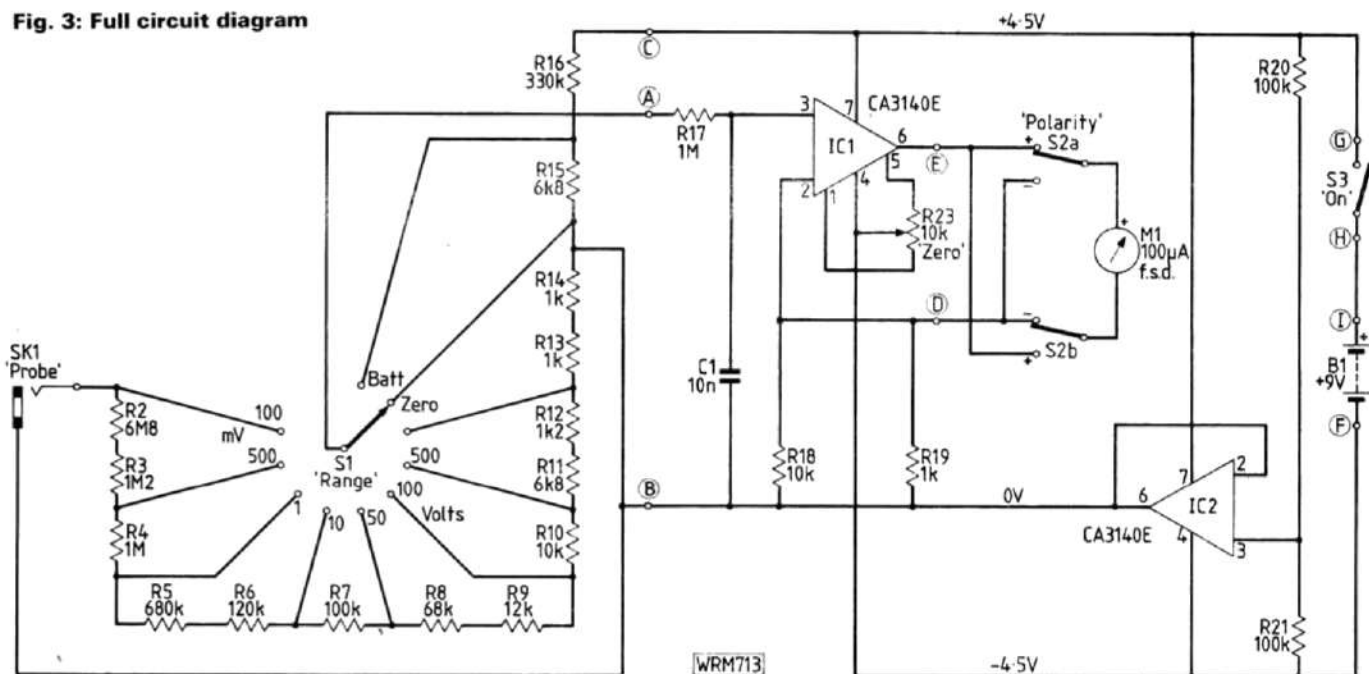 Fig. 3: Full circuit diagram
+4·5V
C
R16
330k
A
R17
1M
3
7
CA3140E
IC1
6
5
4
2
1
E
'Polarity'
+
S2a
-
R20
100k
G
S3
'On'
H
R15
6k8
R23
10k
'Zero'
+
M1
100µA
f.s.d.
R14
1k
D
-
S2b
+
I
+
B1
+9V
F
R13
1k
SK1
'Probe'
Batt
Zero
C1
10n
R2
6M8
100
mV
R12
1k2
R3
1M2
500
S1
'Range'
500
R11
6k8
R18
10k
R19
1k
7
2
IC2
6
4
3
CA3140E
R4
1M
1
10
50
100
Volts
R10
10k
B
0V
R5
680k
R6
120k
R7
100k
R8
68k
R9
12k
R21
100k
WRM713
-4·5V